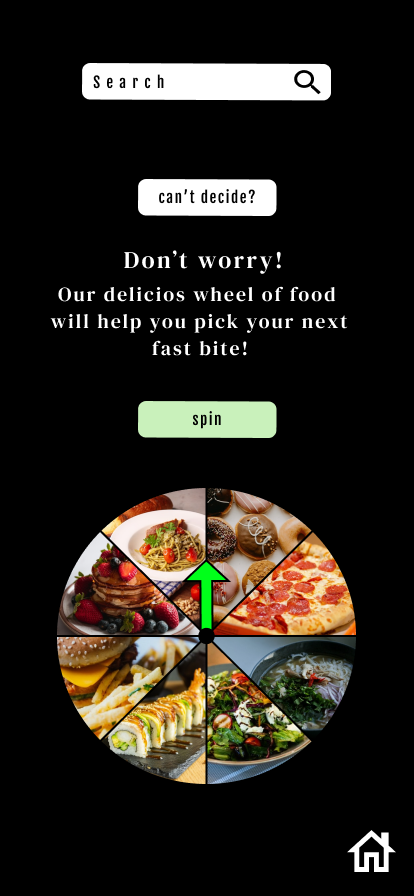 Search
can't decide?
Don't worry!
Our delicios wheel of food
will help you pick your next
fast bite!
spin